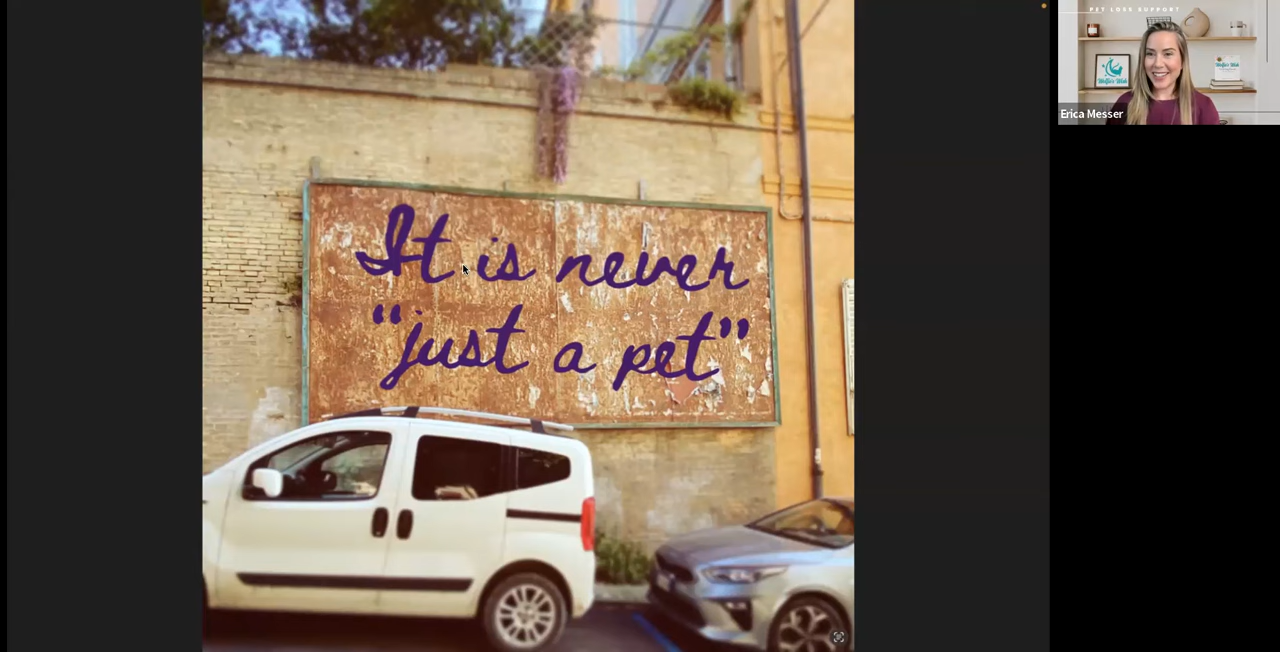 PET LOSS SUPPORT
Erica Messer
It is never
“just a pet”